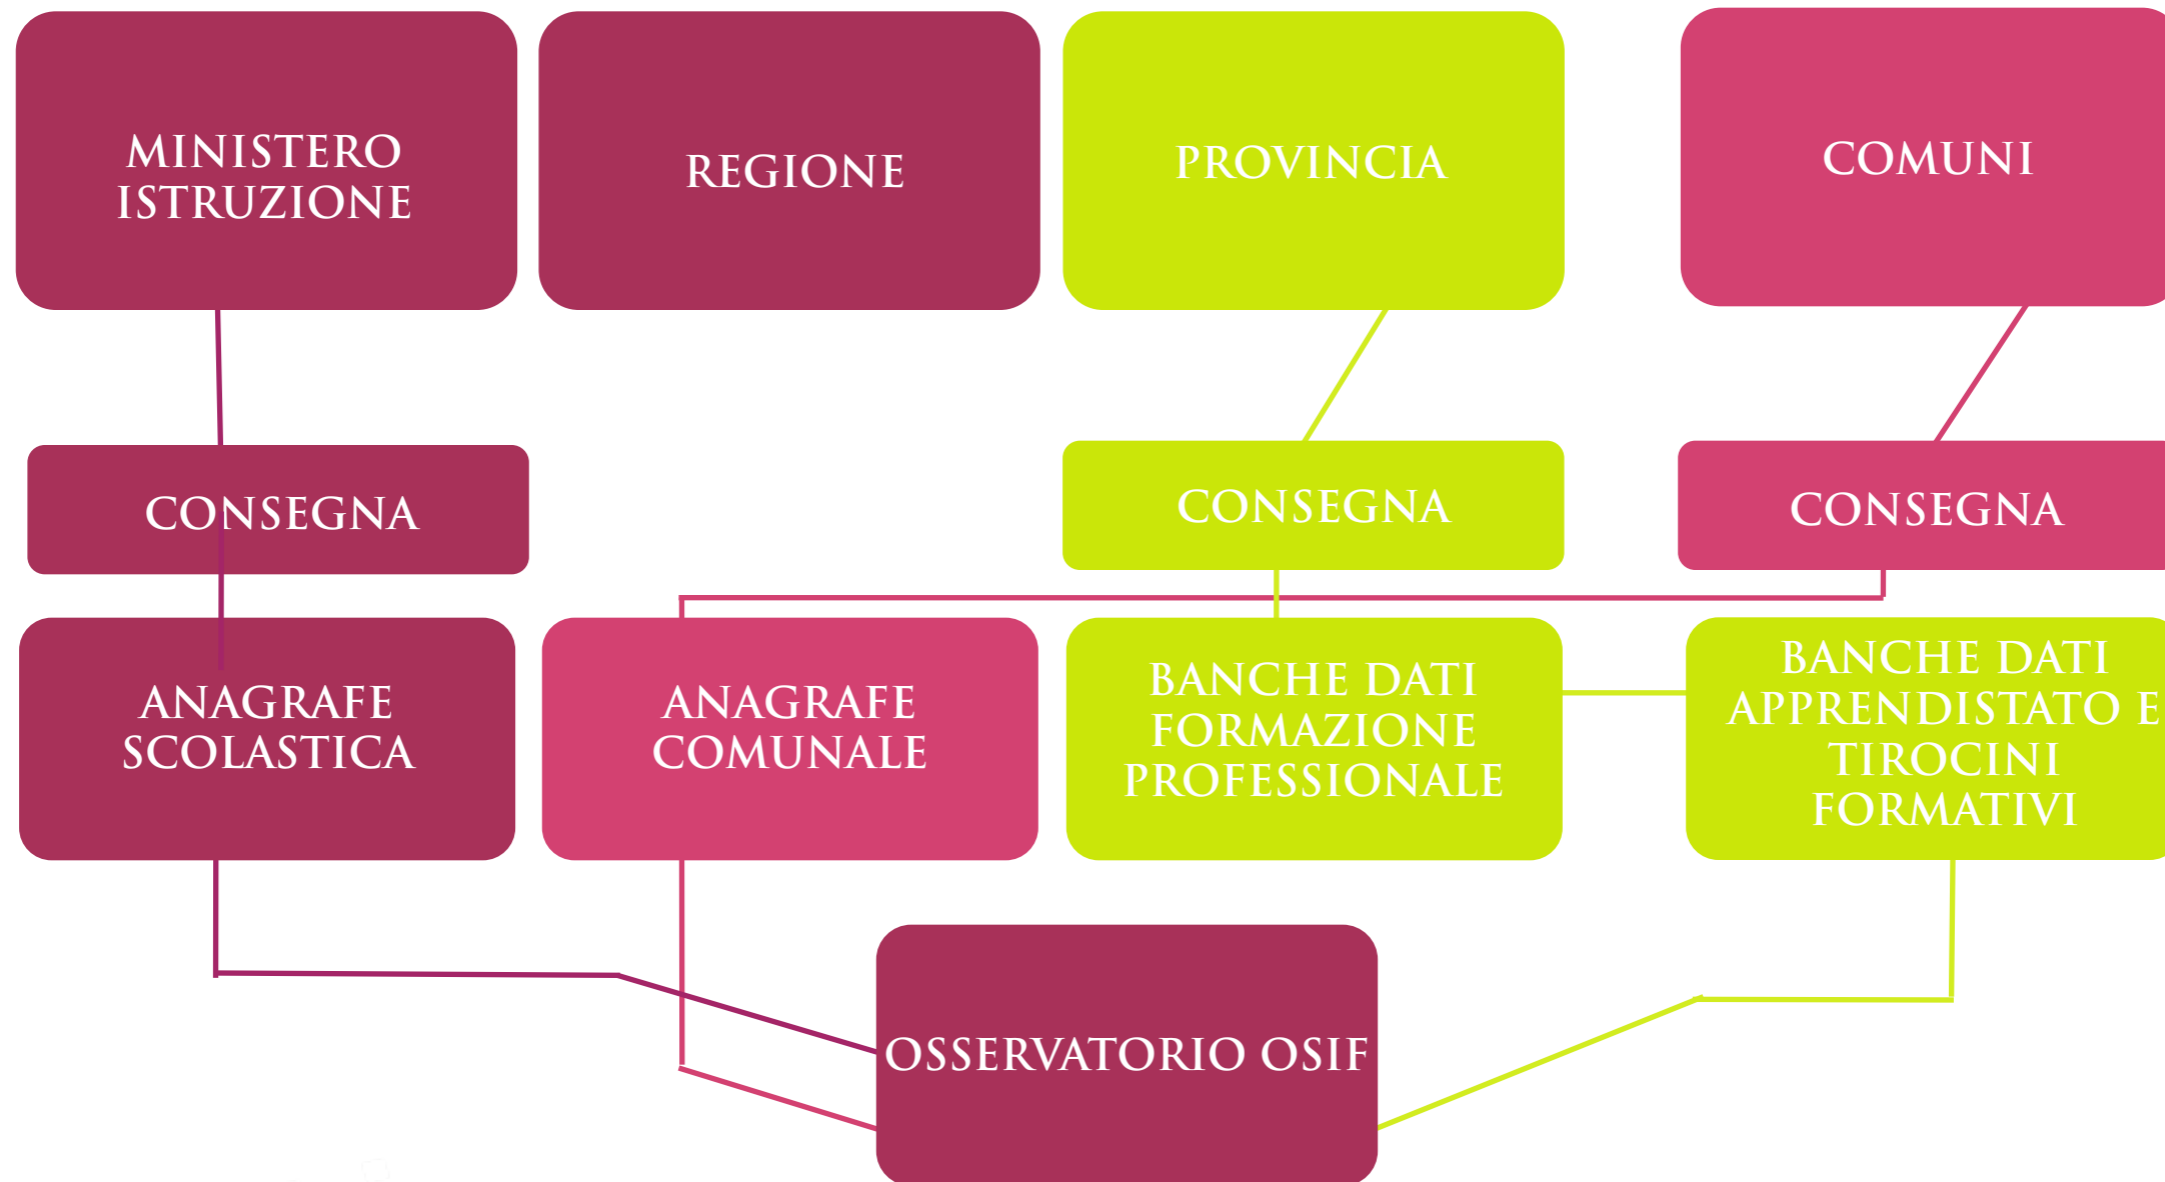 MINISTERO
ISTRUZIONE
REGIONE
PROVINCIA
COMUNI
CONSEGNA
CONSEGNA
CONSEGNA
ANAGRAFE
SCOLASTICA
ANAGRAFE
COMUNALE
BANCHE DATI
FORMAZIONE
PROFESSIONALE
BANCHE DATI
APPRENDISTATO E
TIROCINI
FORMATIVI
OSSERVATORIO OSIF